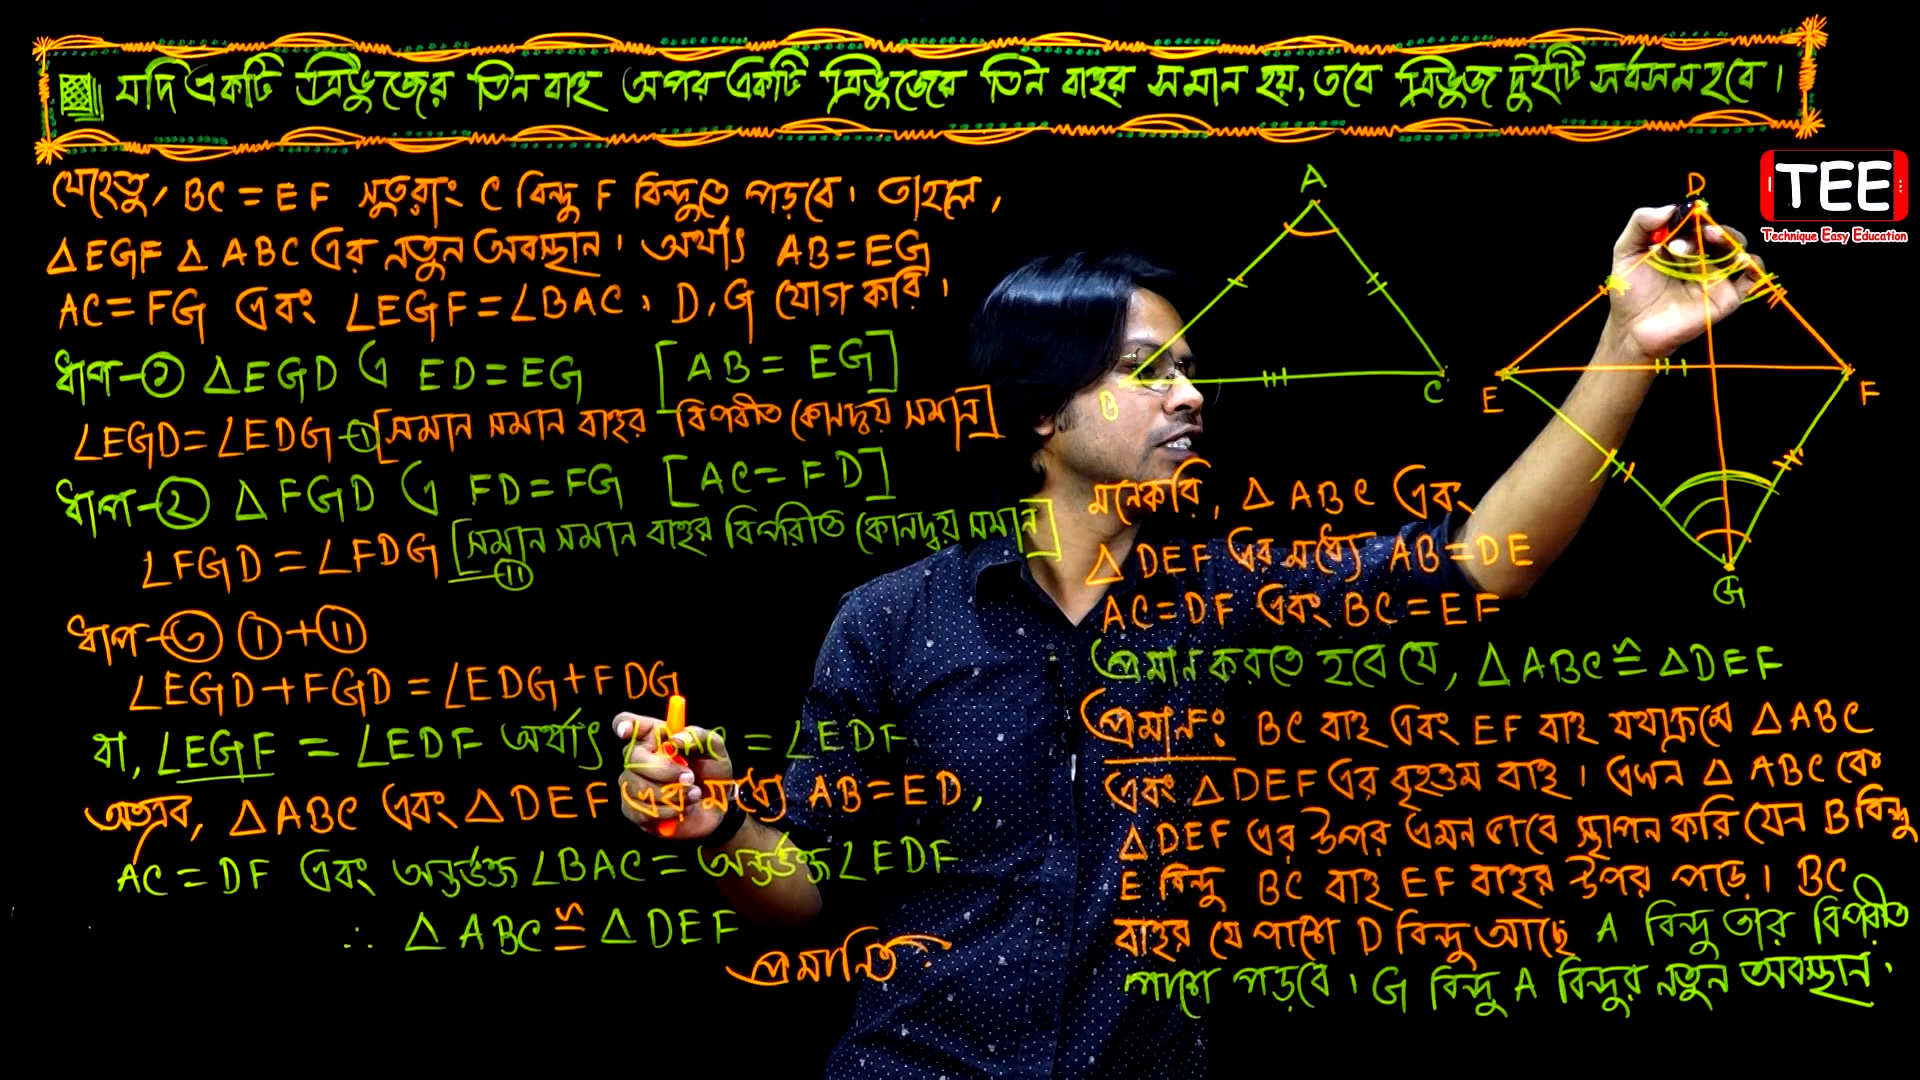 যদি একটি ত্রিভুজের তিন বাহু অপর একটি ত্রিভুজের তিন বাহুর সমান হয়, তবে ত্রিভুজ দুইটি সর্বসম হবে।
TEE
Technique Easy Education
যেহেতু, BC = EF সুতরাং C বিন্দু F বিন্দুতে পড়বে। তাহলে,
△EGF △ABC এর নতুন অবস্থান। অর্থাৎ AB = EG
AC = FG এবং ∠EGF = ∠BAC। D, G যোগ করি।
ধাপ-১ △EGD এ ED = EG [AB = EG]
∠EGD = ∠EDG -① [সমান সমান বাহুর বিপরীত কোনদ্বয় সমান]
ধাপ-২ △FGD এ FD = FG [AC = FD]
∠FGD = ∠FDG [সমান সমান বাহুর বিপরীত কোনদ্বয় সমান]
—(11)
ধাপ-৩ ① + (11)
∠EGD + FGD = ∠EDG + FDG
বা, ∠EGF = ∠EDF অর্থাৎ ∠BAC = ∠EDF
অতএব, △ABC এবং △DEF এর মধ্যে AB = ED,
AC = DF এবং অন্তর্ভুক্ত ∠BAC = অন্তর্ভুক্ত ∠EDF
∴ △ABC ≅ △DEF
প্রমানিত
A
B
C
D
E
F
G
মনেকরি, △ABC এবং
△DEF এর মধ্যে AB = DE
AC = DF এবং BC = EF
প্রমান করতে হবে যে, △ABC ≅ △DEF
প্রমানঃ BC বাহু এবং EF বাহু যথাক্রমে △ABC
এবং △DEF এর বৃহত্তম বাহু। এখন △ABC কে
△DEF এর উপর এমন ভাবে স্থাপন করি যেন B বিন্দু
E বিন্দু BC বাহু EF বাহুর উপর পড়ে। BC
বাহুর যে পাশে D বিন্দু আছে A বিন্দু তার বিপরীত
পাশে পড়বে। G বিন্দু A বিন্দুর নতুন অবস্থান।